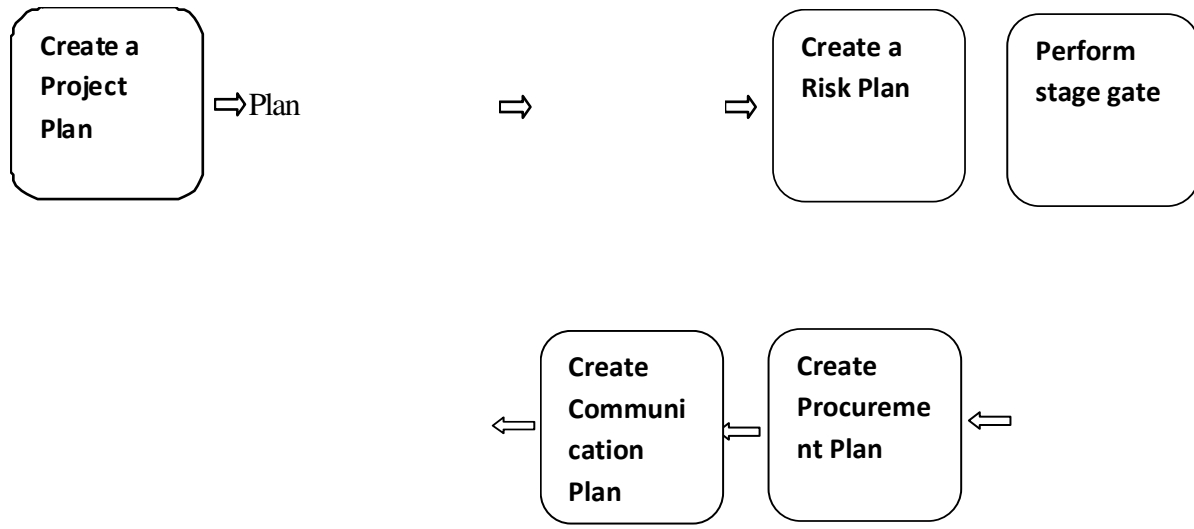 Create a
Project
Plan
Plan
Create a
Risk Plan
Perform
stage gate
Create
Communi
cation
Plan
Create
Procureme
nt Plan